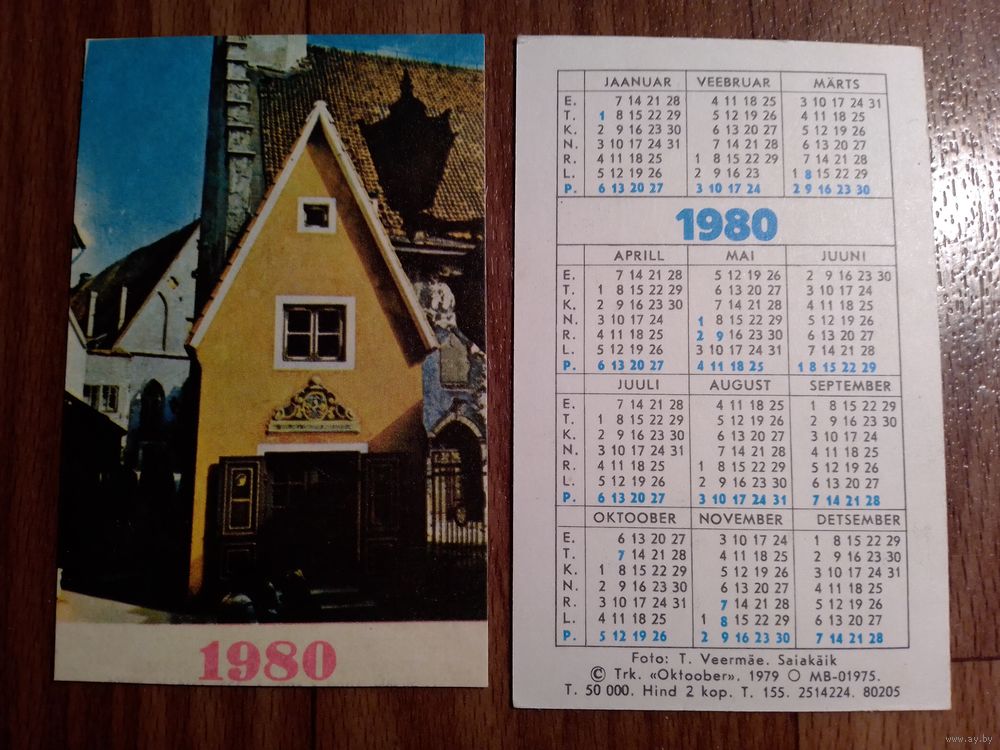 1980
JAANUAR VEEBRUAR MÄRTS
E. 7 14 21 28 4 11 18 25 3 10 17 24 31
T. 1 8 15 22 29 5 12 19 26 4 11 18 25
K. 2 9 16 23 30 6 13 20 27 5 12 19 26
N. 3 10 17 24 31 7 14 21 28 6 13 20 27
R. 4 11 18 25 1 8 15 22 29 7 14 21 28
L. 5 12 19 26 2 9 16 23 1 8 15 22 29
P. 6 13 20 27 3 10 17 24 2 9 16 23 30
1980
APRILL MAI JUUNI
E. 7 14 21 28 5 12 19 26 2 9 16 23 30
T. 1 8 15 22 29 6 13 20 27 3 10 17 24
K. 2 9 16 23 30 7 14 21 28 4 11 18 25
N. 3 10 17 24 1 8 15 22 29 5 12 19 26
R. 4 11 18 25 2 9 16 23 30 6 13 20 27
L. 5 12 19 26 3 10 17 24 31 7 14 21 28
P. 6 13 20 27 4 11 18 25 1 8 15 22 29
JUULI AUGUST SEPTEMBER
E. 7 14 21 28 4 11 18 25 1 8 15 22 29
T. 1 8 15 22 29 5 12 19 26 2 9 16 23 30
K. 2 9 16 23 30 6 13 20 27 3 10 17 24
N. 3 10 17 24 31 7 14 21 28 4 11 18 25
R. 4 11 18 25 1 8 15 22 29 5 12 19 26
L. 5 12 19 26 2 9 16 23 30 6 13 20 27
P. 6 13 20 27 3 10 17 24 31 7 14 21 28
OKTOOBER NOVEMBER DETSEMBER
E. 6 13 20 27 3 10 17 24 1 8 15 22 29
T. 7 14 21 28 4 11 18 25 2 9 16 23 30
K. 1 8 15 22 29 5 12 19 26 3 10 17 24 31
N. 2 9 16 23 30 6 13 20 27 4 11 18 25
R. 3 10 17 24 31 7 14 21 28 5 12 19 26
L. 4 11 18 25 1 8 15 22 29 6 13 20 27
P. 5 12 19 26 2 9 16 23 30 7 14 21 28
Foto: T. Veermäe. Saiakäik
© Trk. «Oktoober». 1979 O MB-01975.
T. 50 000. Hind 2 kop. T. 155. 2514224. 80205
www.ay.by